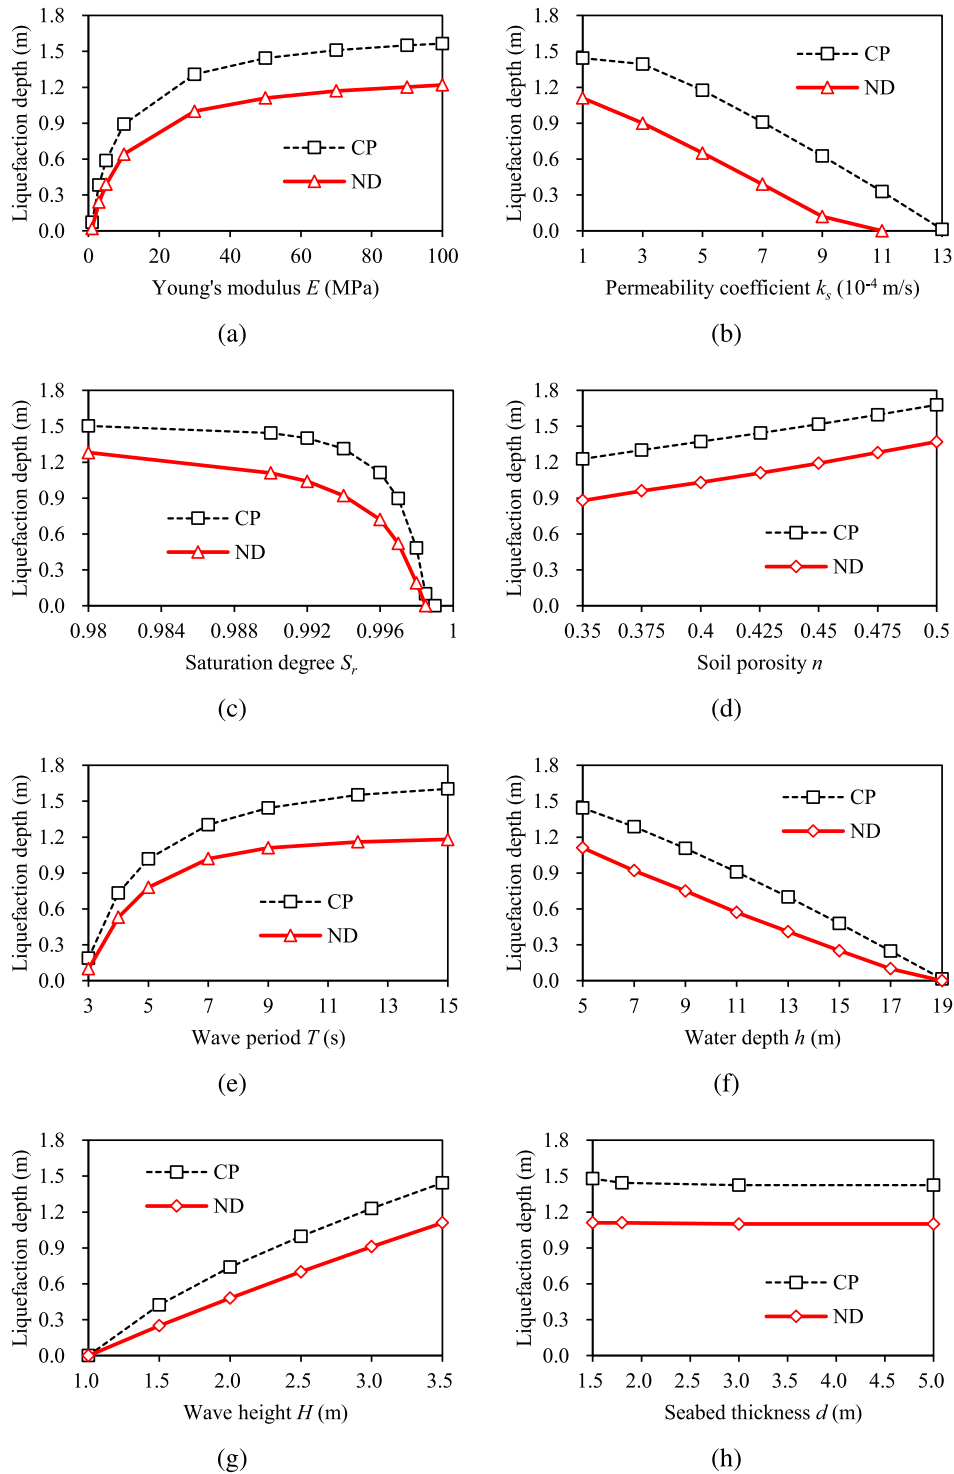 Liquefaction depth (m)
1.8
1.5
1.2
0.9
0.6
0.3
0.0
CP
ND
0 20 40 60 80 100
Young's modulus E (MPa)
(a)
Liquefaction depth (m)
1.8
1.5
1.2
0.9
0.6
0.3
0.0
CP
ND
1 3 5 7 9 11 13
Permeability coefficient ks (10-4 m/s)
(b)
Liquefaction depth (m)
1.8
1.5
1.2
0.9
0.6
0.3
0.0
CP
ND
0.98 0.984 0.988 0.992 0.996 1
Saturation degree Sr
(c)
Liquefaction depth (m)
1.8
1.5
1.2
0.9
0.6
0.3
0.0
CP
ND
0.35 0.375 0.4 0.425 0.45 0.475 0.5
Soil porosity n
(d)
Liquefaction depth (m)
1.8
1.5
1.2
0.9
0.6
0.3
0.0
CP
ND
3 5 7 9 11 13 15
Wave period T (s)
(e)
Liquefaction depth (m)
1.8
1.5
1.2
0.9
0.6
0.3
0.0
CP
ND
5 7 9 11 13 15 17 19
Water depth h (m)
(f)
Liquefaction depth (m)
1.8
1.5
1.2
0.9
0.6
0.3
0.0
CP
ND
1.0 1.5 2.0 2.5 3.0 3.5
Wave height H (m)
(g)
Liquefaction depth (m)
1.8
1.5
1.2
0.9
0.6
0.3
0.0
CP
ND
1.5 2.0 2.5 3.0 3.5 4.0 4.5 5.0
Seabed thickness d (m)
(h)